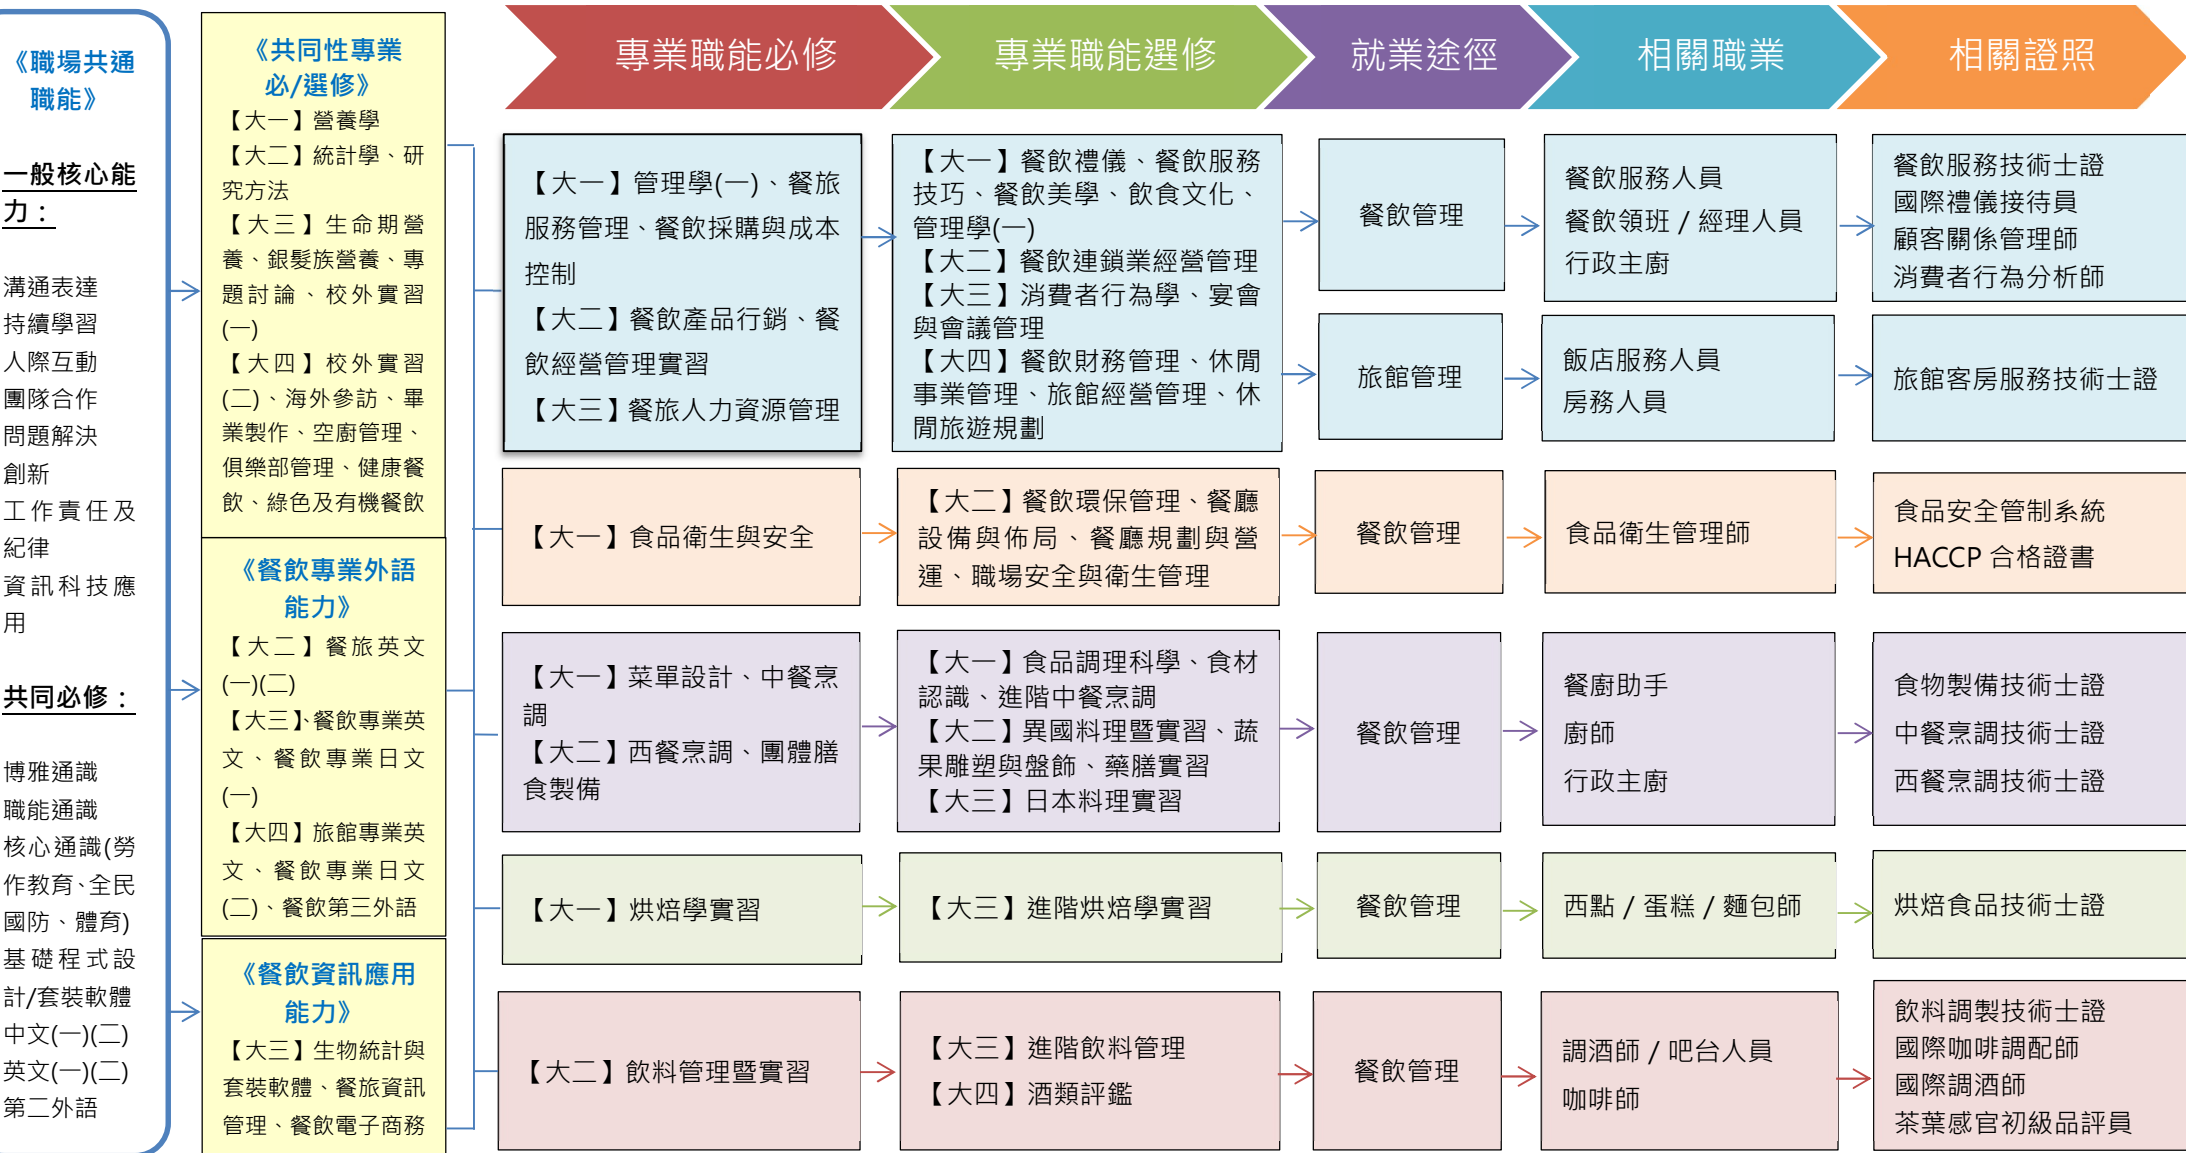 《職場共通
職能》
一般核心能
力：
溝通表達
持續學習
人際互動
團隊合作
問題解決
創新
工作責任及
紀律
資訊科技應
用
共同必修：
博雅通識
職能通識
核心通識(勞
作教育、全民
國防、體育)
基礎程式設
計/套裝軟體
中文(一)(二)
英文(一)(二)
第二外語
《共同性專業
必/選修》
【大一】營養學
【大二】統計學、研
究方法
【大三】生命期營
養、銀髮族營養、專
題討論、校外實習
(一)
【大四】校外實習
(二)、海外參訪、畢
業製作、空廚管理、
俱樂部管理、健康餐
飲、綠色及有機餐飲
《餐飲專業外語
能力》
【大二】餐旅英文
(一)(二)
【大三】餐飲專業英
文、餐飲專業日文
(一)
【大四】旅館專業英
文、餐飲專業日文
(二)、餐飲第三外語
《餐飲資訊應用
能力》
【大三】生物統計與
套裝軟體、餐旅資訊
管理、餐飲電子商務
專業職能必修
專業職能選修
就業途徑
相關職業
相關證照
【大一】管理學(一)、餐旅
服務管理、餐飲採購與成本
控制
【大二】餐飲產品行銷、餐
飲經營管理實習
【大三】餐旅人力資源管理
【大一】餐飲禮儀、餐飲服務
技巧、餐飲美學、飲食文化、
管理學(一)
【大二】餐飲連鎖業經營管理
【大三】消費者行為學、宴會
與會議管理
【大四】餐飲財務管理、休閒
事業管理、旅館經營管理、休
閒旅遊規劃
餐飲管理
餐飲服務人員
餐飲領班 / 經理人員
行政主廚
餐飲服務技術士證
國際禮儀接待員
顧客關係管理師
消費者行為分析師
旅館管理
飯店服務人員
房務人員
旅館客房服務技術士證
【大一】食品衛生與安全
【大二】餐飲環保管理、餐廳
設備與佈局、餐廳規劃與營
運、職場安全與衛生管理
餐飲管理
食品衛生管理師
食品安全管制系統
HACCP 合格證書
【大一】菜單設計、中餐烹
調
【大二】西餐烹調、團體膳
食製備
【大一】食品調理科學、食材
認識、進階中餐烹調
【大二】異國料理暨實習、蔬
果雕塑與盤飾、藥膳實習
【大三】日本料理實習
餐飲管理
餐廚助手
廚師
行政主廚
食物製備技術士證
中餐烹調技術士證
西餐烹調技術士證
【大一】烘焙學實習
【大三】進階烘焙學實習
餐飲管理
西點 / 蛋糕 / 麵包師
烘焙食品技術士證
【大二】飲料管理暨實習
【大三】進階飲料管理
【大四】酒類評鑑
餐飲管理
調酒師 / 吧台人員
咖啡師
飲料調製技術士證
國際咖啡調配師
國際調酒師
茶葉感官初級品評員